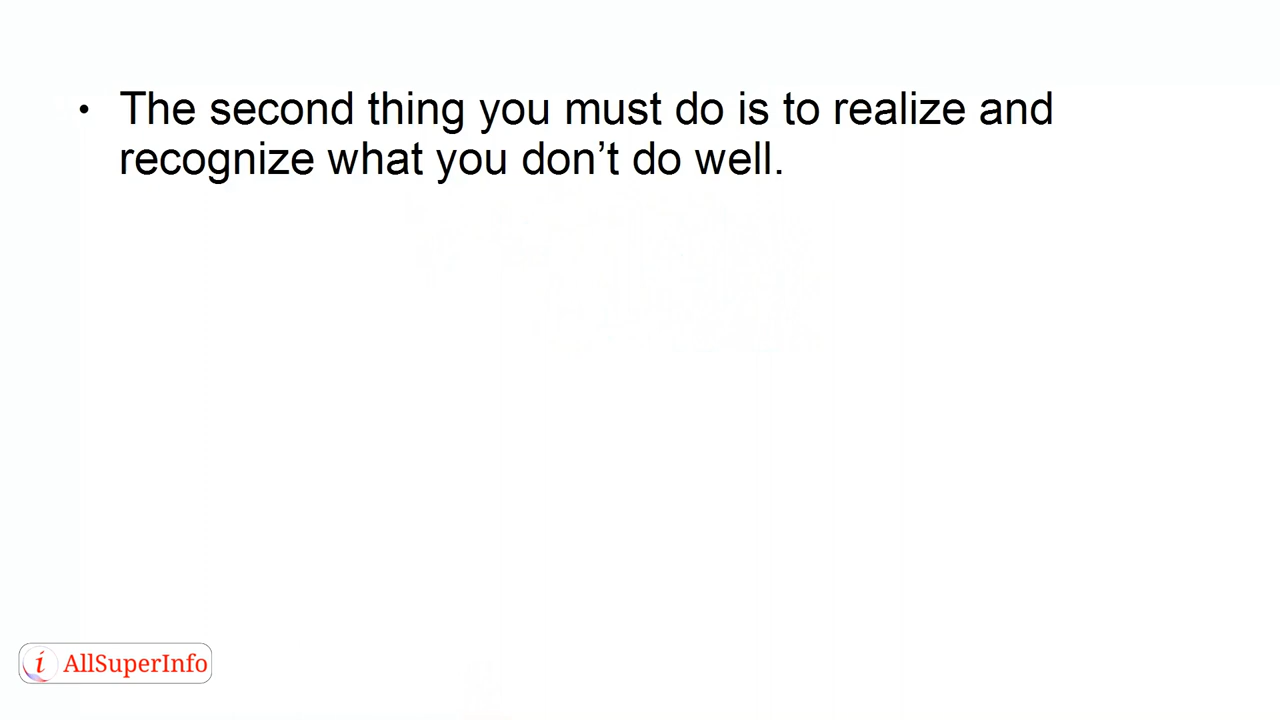 • The second thing you must do is to realize and
recognize what you don’t do well.
i AllSuperInfo